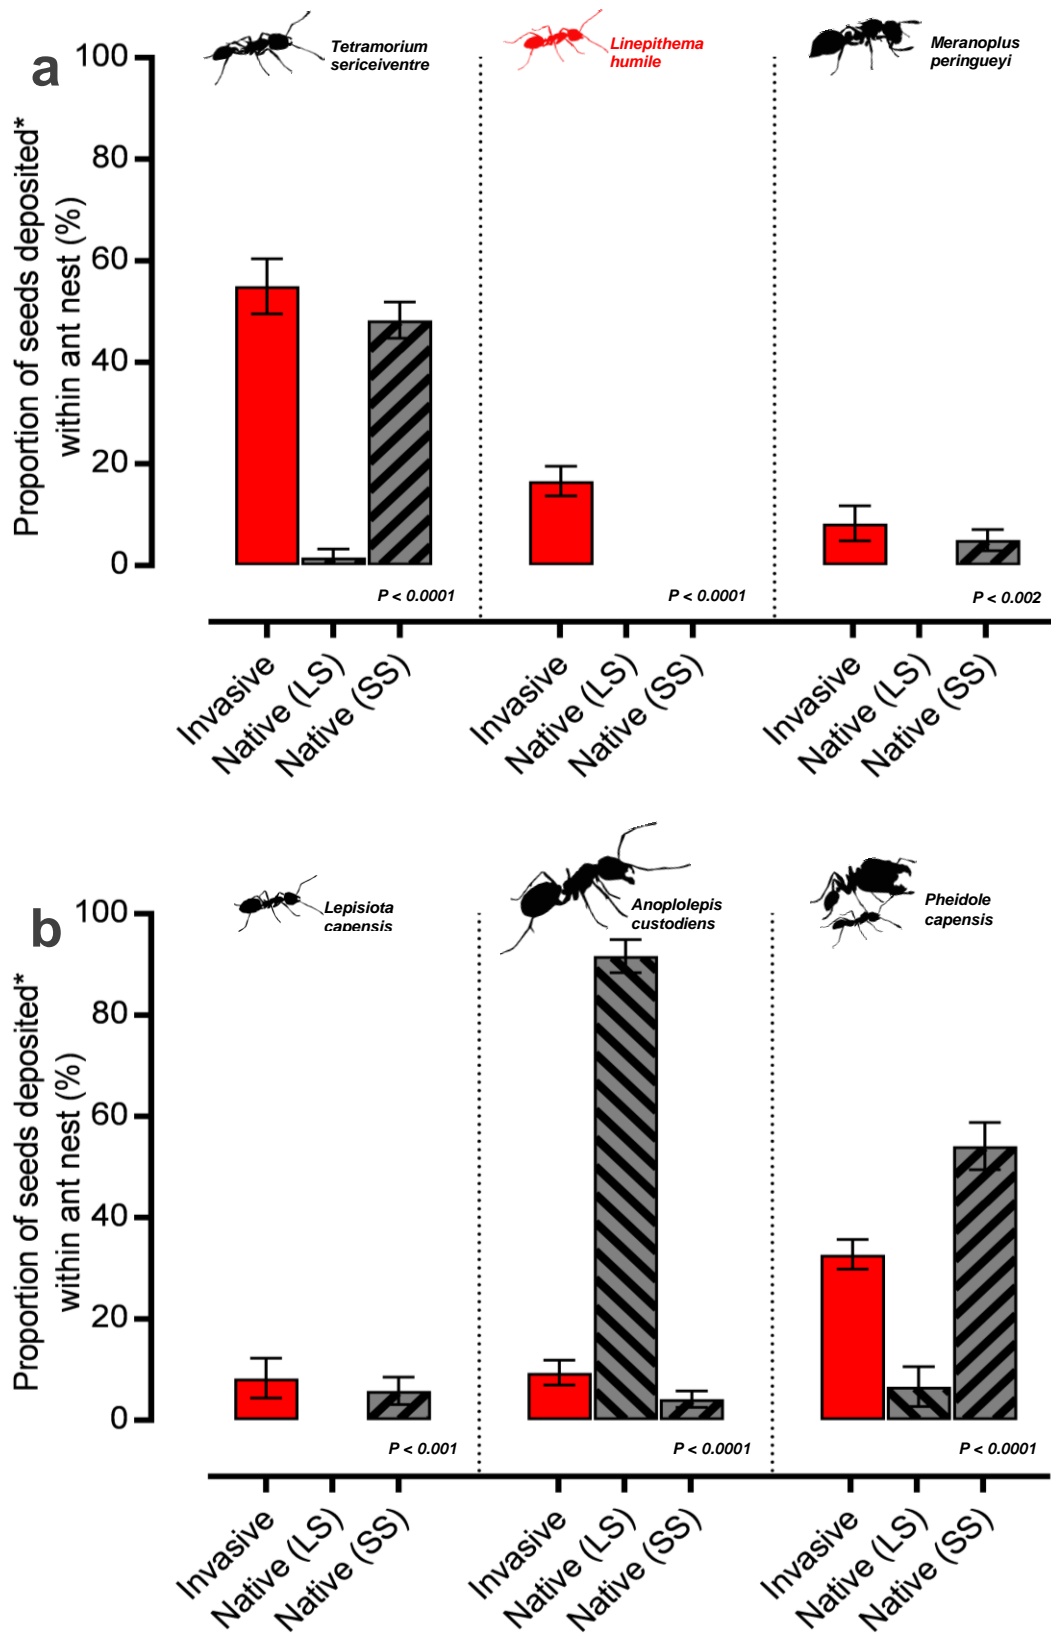 a
Proportion of seeds deposited*
within ant nest (%)
100
80
60
40
20
0
Tetramorium
sericeiventre
Linepithema
humile
Meranoplus
peringueyi
P < 0.0001
P < 0.0001
P < 0.002
Invasive
Native (LS)
Native (SS)
Invasive
Native (LS)
Native (SS)
Invasive
Native (LS)
Native (SS)
b
Proportion of seeds deposited*
within ant nest (%)
100
80
60
40
20
0
Lepisiota
capensis
Anoplolepis
custodiens
Pheidole
capensis
P < 0.001
P < 0.0001
P < 0.0001
Invasive
Native (LS)
Native (SS)
Invasive
Native (LS)
Native (SS)
Invasive
Native (LS)
Native (SS)